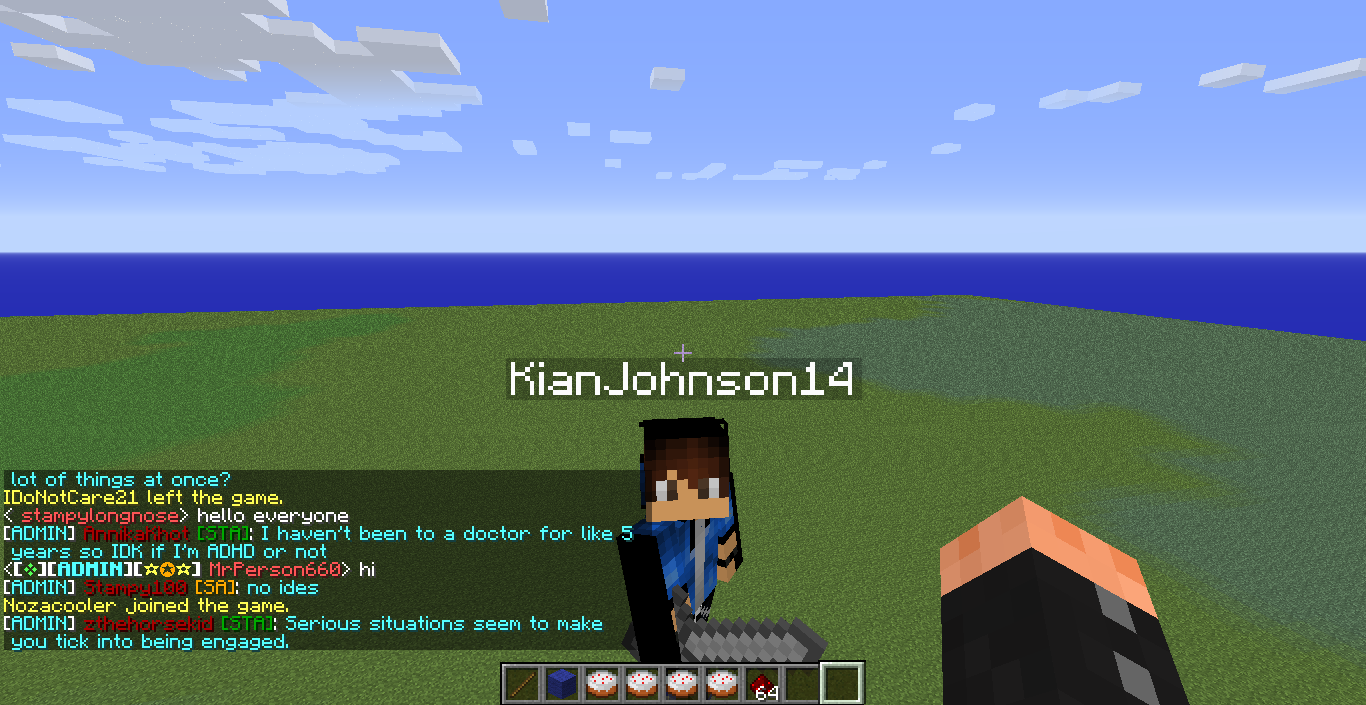 KianJohnson14
lot of things at once?
IDoNotCare21 left the game.
< stampylongnose> hello everyone
[ADMIN] AnnikaKhot [STA]: I haven't been to a doctor for like 5
years so IDK if I'm ADHD or not
<[❖][ADMIN][☆✪☆] MrPerson660> hi
[ADMIN] Stampy100 [SA]: no ides
Nozacooler joined the game.
[ADMIN] zthehorsekid [STA]: Serious situations seem to make
you tick into being engaged.
64